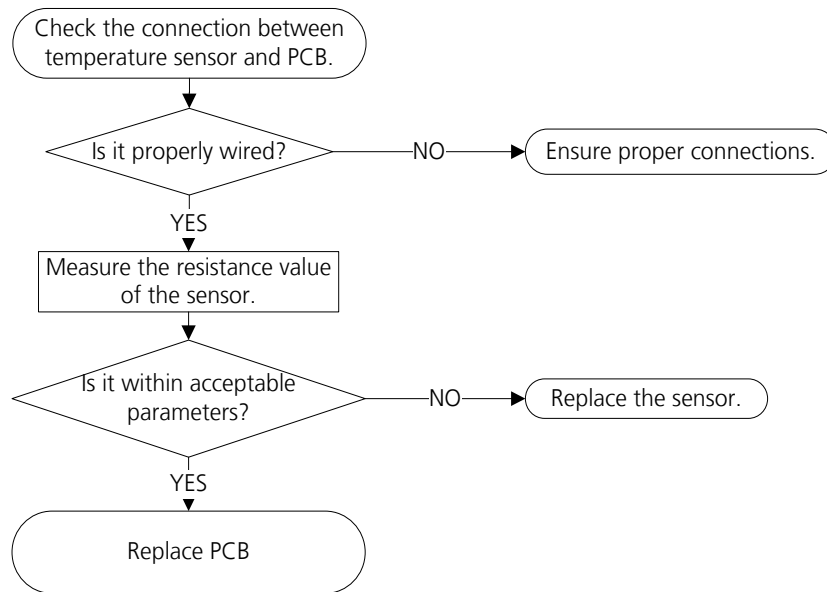 Check the connection between
temperature sensor and PCB.
Is it properly wired?
NO
Ensure proper connections.
YES
Measure the resistance value
of the sensor.
Is it within acceptable
parameters?
NO
Replace the sensor.
YES
Replace PCB